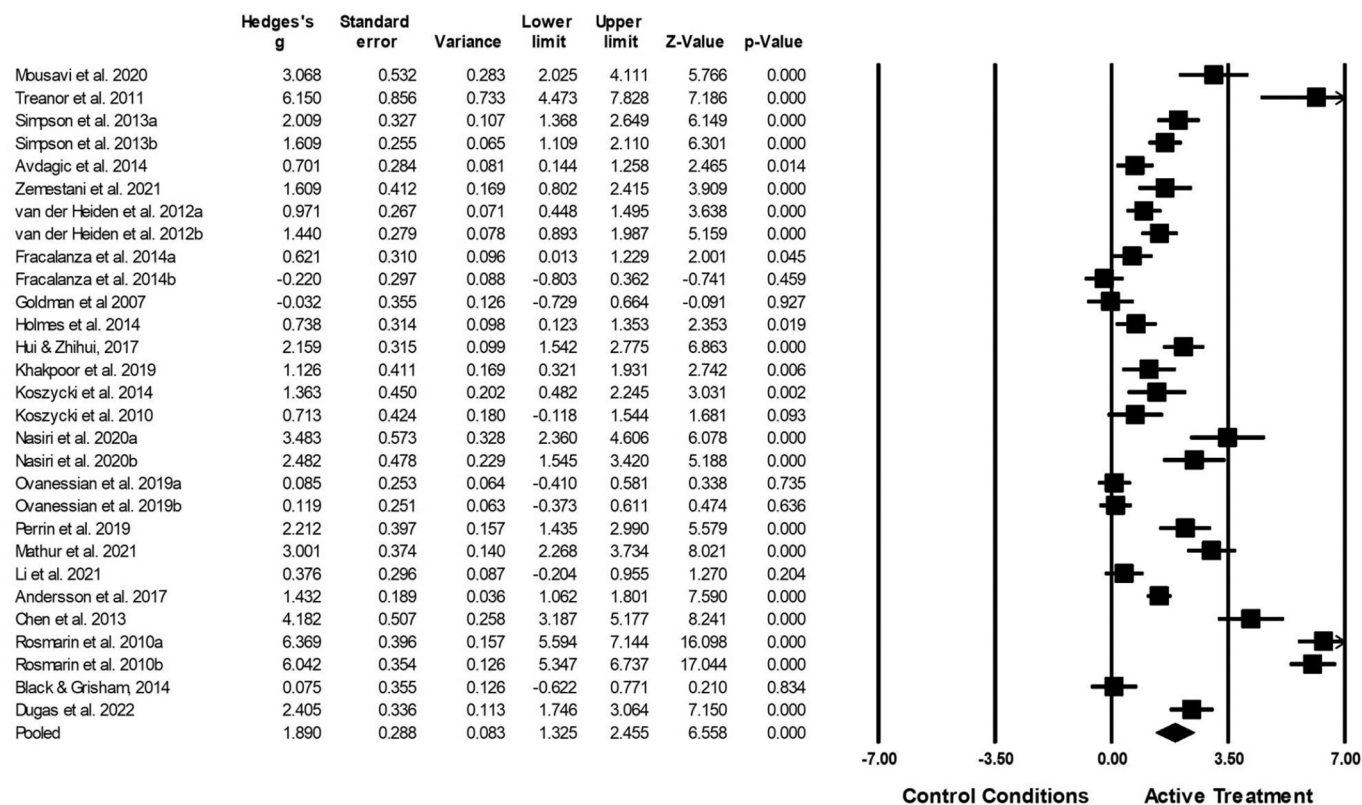 Hedges's g Standard error Variance Lower limit Upper limit Z-Value p-Value
Mousavi et al. 2020 3.068 0.532 0.283 2.025 4.111 5.766 0.000
Treanor et al. 2011 6.150 0.856 0.733 4.473 7.828 7.186 0.000
Simpson et al. 2013a 2.009 0.327 0.107 1.368 2.649 6.149 0.000
Simpson et al. 2013b 1.609 0.255 0.065 1.109 2.110 6.301 0.000
Avdagic et al. 2014 0.701 0.284 0.081 0.144 1.258 2.465 0.014
Zemestani et al. 2021 1.609 0.412 0.169 0.802 2.415 3.909 0.000
van der Heiden et al. 2012a 0.971 0.267 0.071 0.448 1.495 3.638 0.000
van der Heiden et al. 2012b 1.440 0.279 0.078 0.893 1.987 5.159 0.000
Fracalanza et al. 2014a 0.621 0.310 0.096 0.013 1.229 2.001 0.045
Fracalanza et al. 2014b -0.220 0.297 0.088 -0.803 0.362 -0.741 0.459
Goldman et al 2007 -0.032 0.355 0.126 -0.729 0.664 -0.091 0.927
Holmes et al. 2014 0.738 0.314 0.098 0.123 1.353 2.353 0.019
Hui & Zhihui, 2017 2.159 0.315 0.099 1.542 2.775 6.863 0.000
Khakpoor et al. 2019 1.126 0.411 0.169 0.321 1.931 2.742 0.006
Koszycki et al. 2014 1.363 0.450 0.202 0.482 2.245 3.031 0.002
Koszycki et al. 2010 0.713 0.424 0.180 -0.118 1.544 1.681 0.093
Nasiri et al. 2020a 3.483 0.573 0.328 2.360 4.606 6.078 0.000
Nasiri et al. 2020b 2.482 0.478 0.229 1.545 3.420 5.188 0.000
Ovanessian et al. 2019a 0.085 0.253 0.064 -0.410 0.581 0.338 0.735
Ovanessian et al. 2019b 0.119 0.251 0.063 -0.373 0.611 0.474 0.636
Perrin et al. 2019 2.212 0.397 0.157 1.435 2.990 5.579 0.000
Mathur et al. 2021 3.001 0.374 0.140 2.268 3.734 8.021 0.000
Li et al. 2021 0.376 0.296 0.087 -0.204 0.955 1.270 0.204
Andersson et al. 2017 1.432 0.189 0.036 1.062 1.801 7.590 0.000
Chen et al. 2013 4.182 0.507 0.258 3.187 5.177 8.241 0.000
Rosmarin et al. 2010a 6.369 0.396 0.157 5.594 7.144 16.098 0.000
Rosmarin et al. 2010b 6.042 0.354 0.126 5.347 6.737 17.044 0.000
Black & Grisham, 2014 0.075 0.355 0.126 -0.622 0.771 0.210 0.834
Dugas et al. 2022 2.405 0.336 0.113 1.746 3.064 7.150 0.000
Pooled 1.890 0.288 0.083 1.325 2.455 6.558 0.000
-7.00 -3.50 0.00 3.50 7.00
Control Conditions Active Treatment